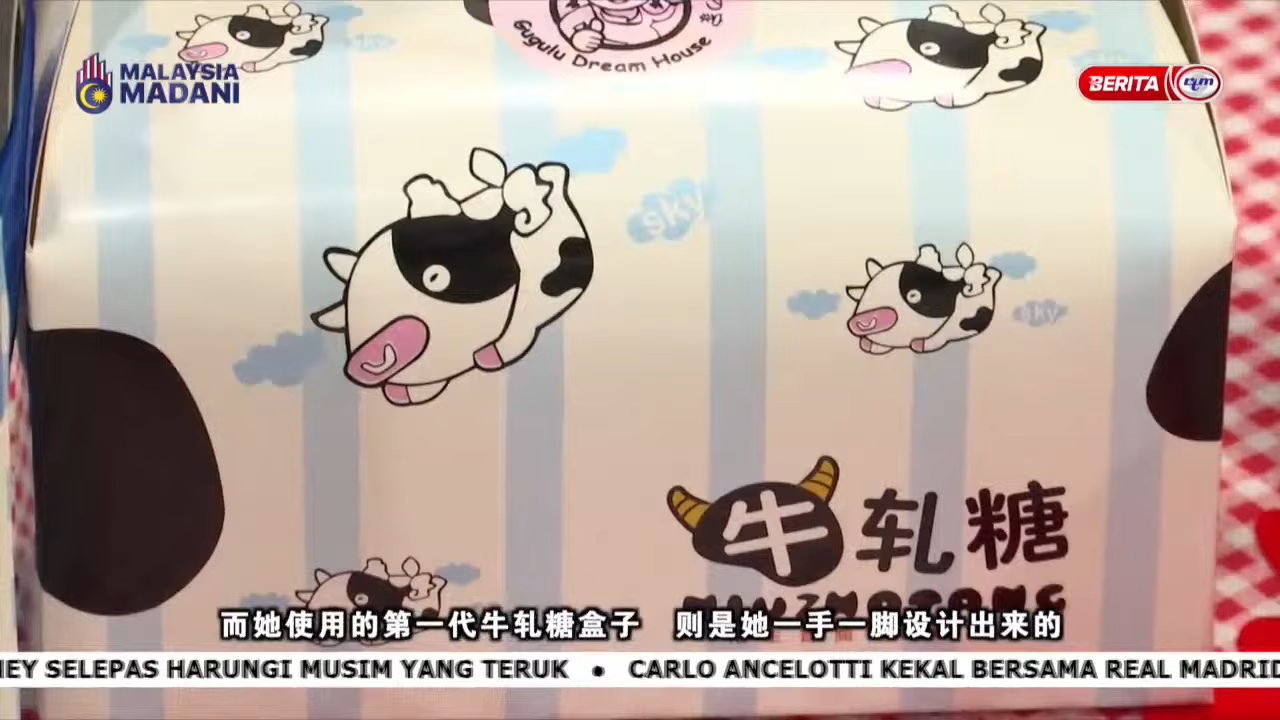 Gugulu Dream House
MALAYSIA
MADANI
BERITA rtm
sky
sky
牛轧糖
而她使用的第一代牛轧糖盒子 则是她一手一脚设计出来的
EY SELEPAS HARUNGI MUSIM YANG TERUK • CARLO ANCELOTTI KEKAL BERSAMA REAL MADRID